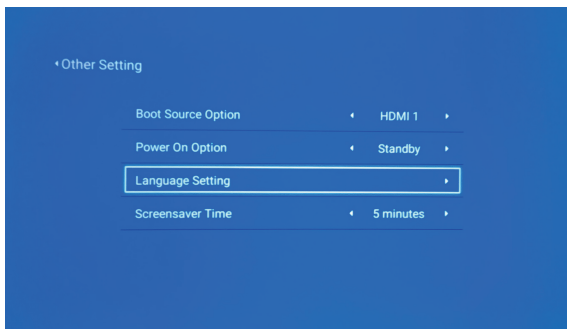 Other Setting
Boot Source Option HDMI 1
Power On Option Standby
Language Setting
Screensaver Time 5 minutes